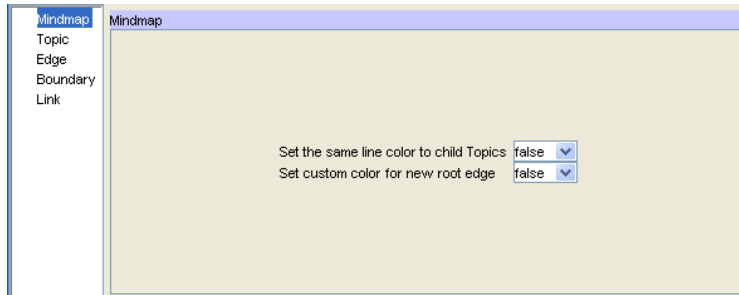 Mindmap
Topic
Edge
Boundary
Link
Mindmap
Set the same line color to child Topics false
Set custom color for new root edge false